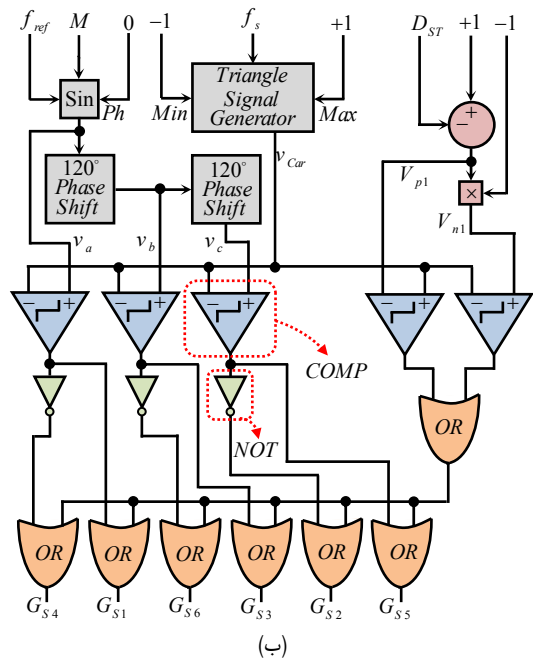 f_ref M 0 −1 f_s +1 D_ST +1 −1
Sin
Ph
Min
Triangle
Signal
Generator
Max
+
−
v_Car
120°
Phase
Shift
120°
Phase
Shift
V_p1
×
V_n1
v_a v_b v_c
− + − + − + + − − +
COMP
NOT
OR
OR OR OR OR OR OR
G_S4 G_S1 G_S6 G_S3 G_S2 G_S5
(ب)